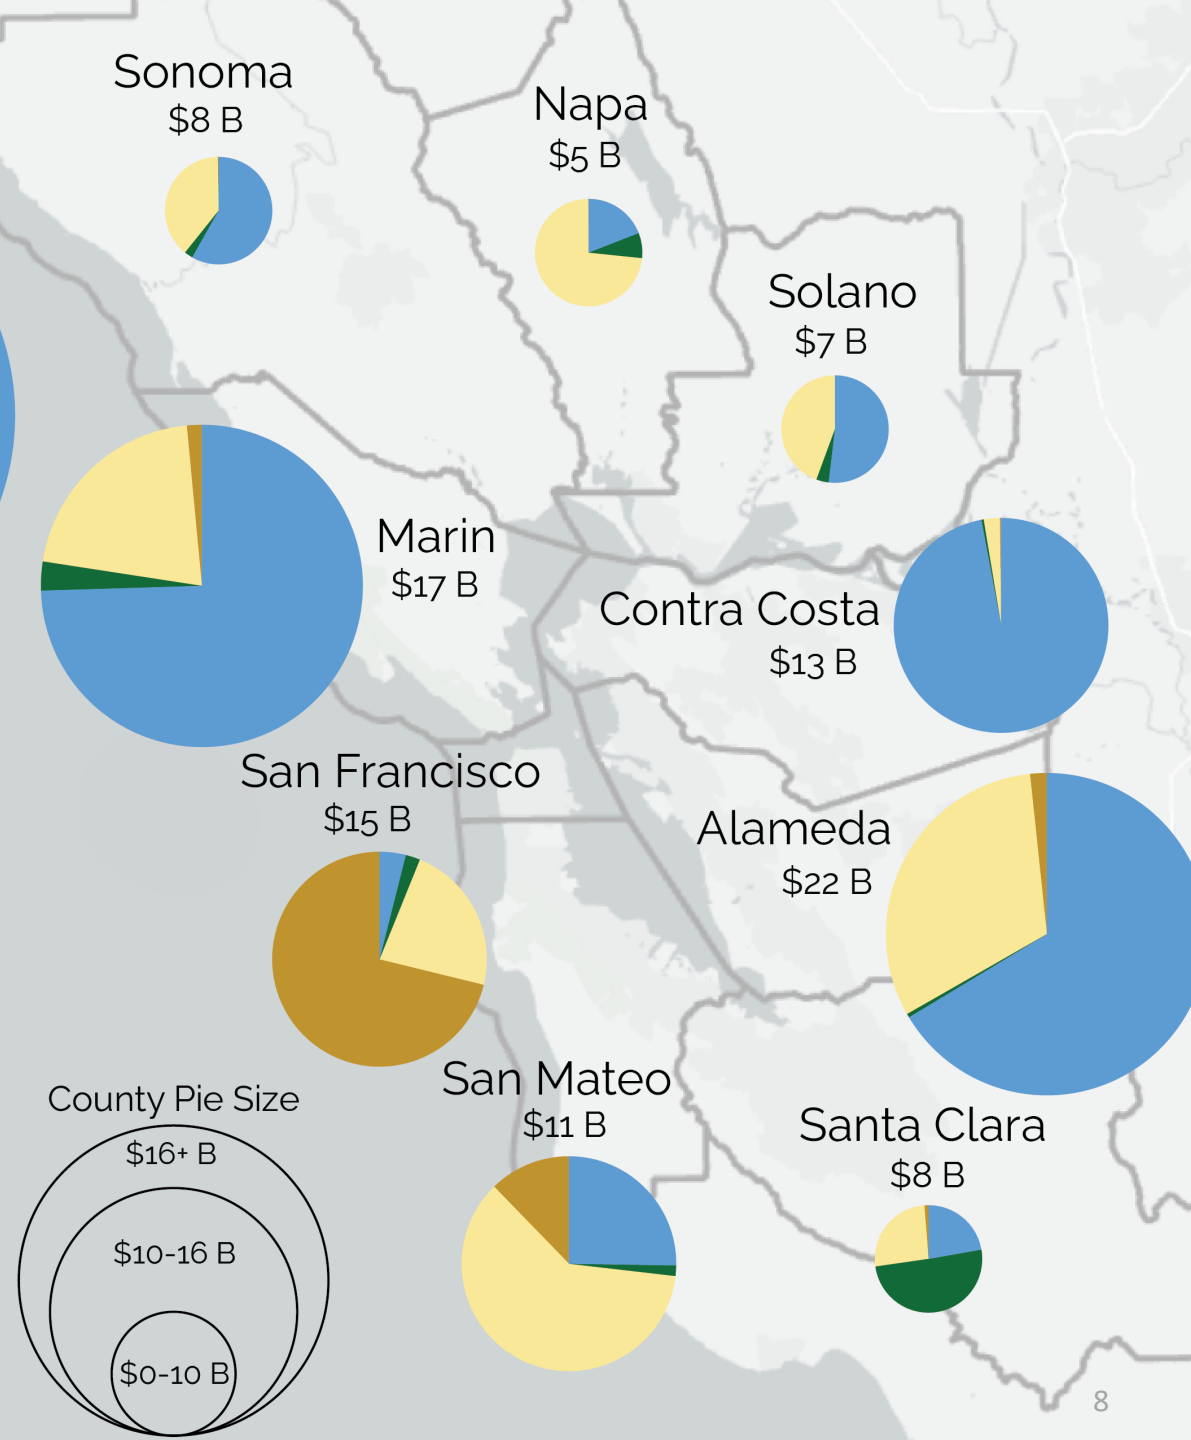 Sonoma
$8 B
Napa
$5 B
Solano
$7 B
Marin
$17 B
Contra Costa
$13 B
San Francisco
$15 B
Alameda
$22 B
San Mateo
$11 B
Santa Clara
$8 B
County Pie Size
$16+ B
$10-16 B
$0-10 B
8